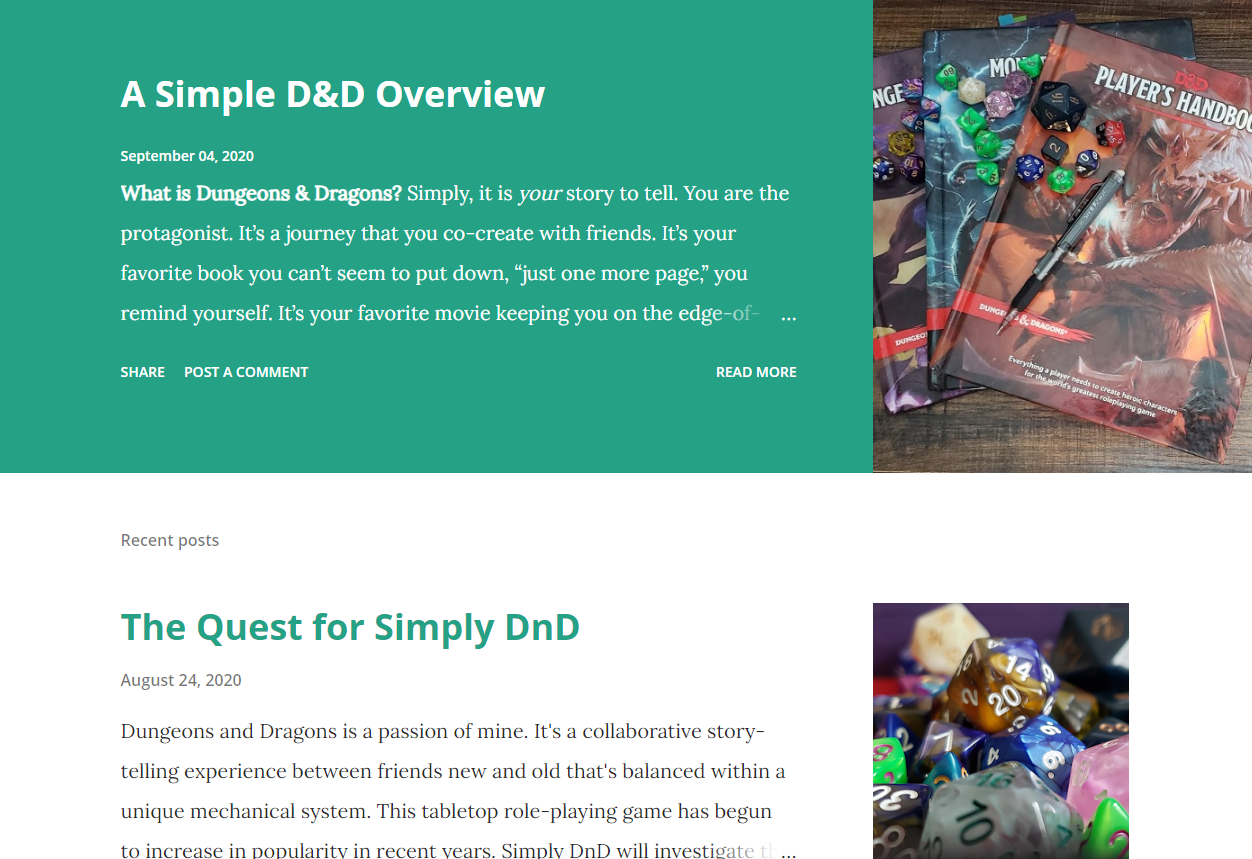 A Simple D&D Overview
September 04, 2020
What is Dungeons & Dragons? Simply, it is your story to tell. You are the
protagonist. It’s a journey that you co-create with friends. It’s your
favorite book you can’t seem to put down, “just one more page,” you
remind yourself. It’s your favorite movie keeping you on the edge-of- ...
SHARE POST A COMMENT READ MORE
D&D
PLAYER'S HANDBOO
DUNGEONS & DRAGONS
Everything a player needs to create heroic characters
for the world's greatest roleplaying game
Recent posts
The Quest for Simply DnD
August 24, 2020
Dungeons and Dragons is a passion of mine. It's a collaborative story-
telling experience between friends new and old that's balanced within a
unique mechanical system. This tabletop role-playing game has begun
to increase in popularity in recent years. Simply DnD will investigate ...
14
2
20
7
4
10